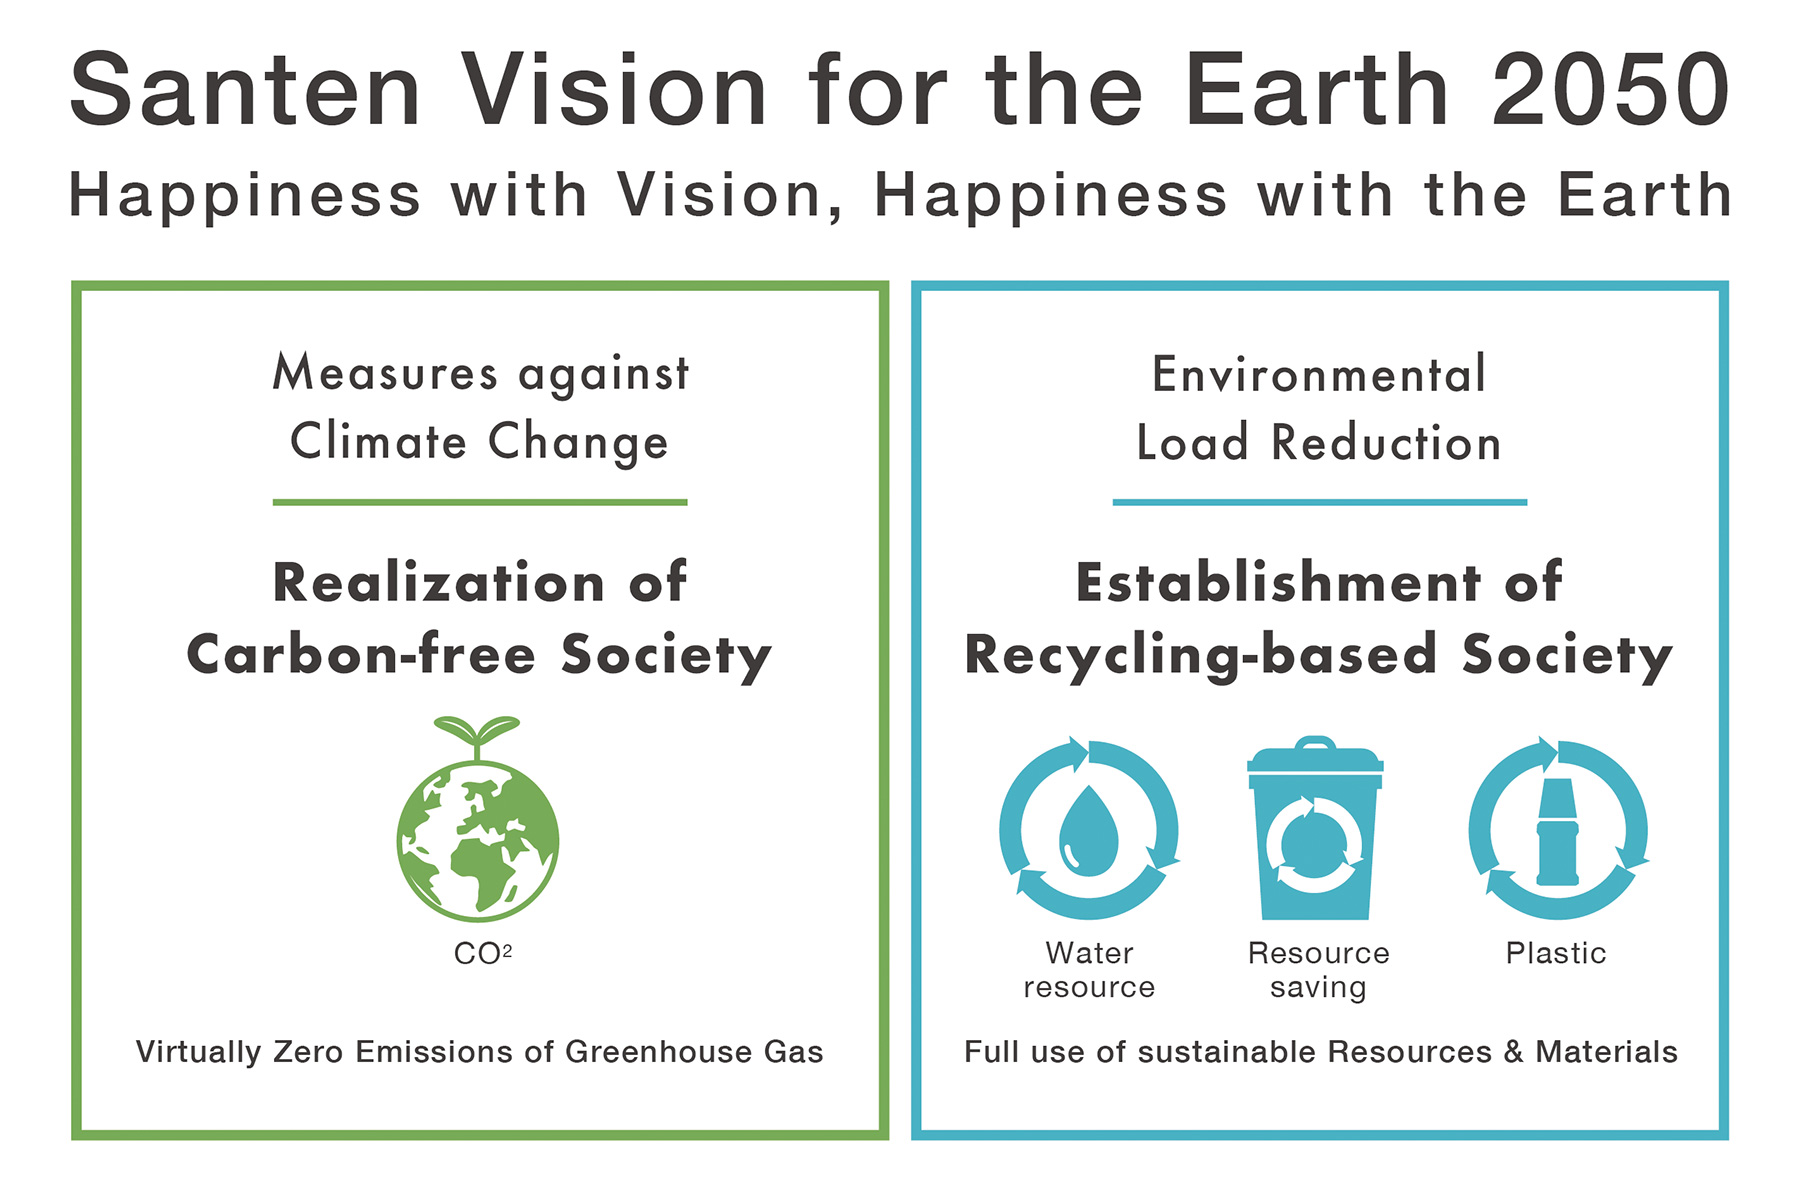 Santen Vision for the Earth 2050
Happiness with Vision, Happiness with the Earth
Measures against
Climate Change
Realization of
Carbon-free Society
CO²
Virtually Zero Emissions of Greenhouse Gas
Environmental
Load Reduction
Establishment of
Recycling-based Society
Water
resource
Resource
saving
Plastic
Full use of sustainable Resources & Materials